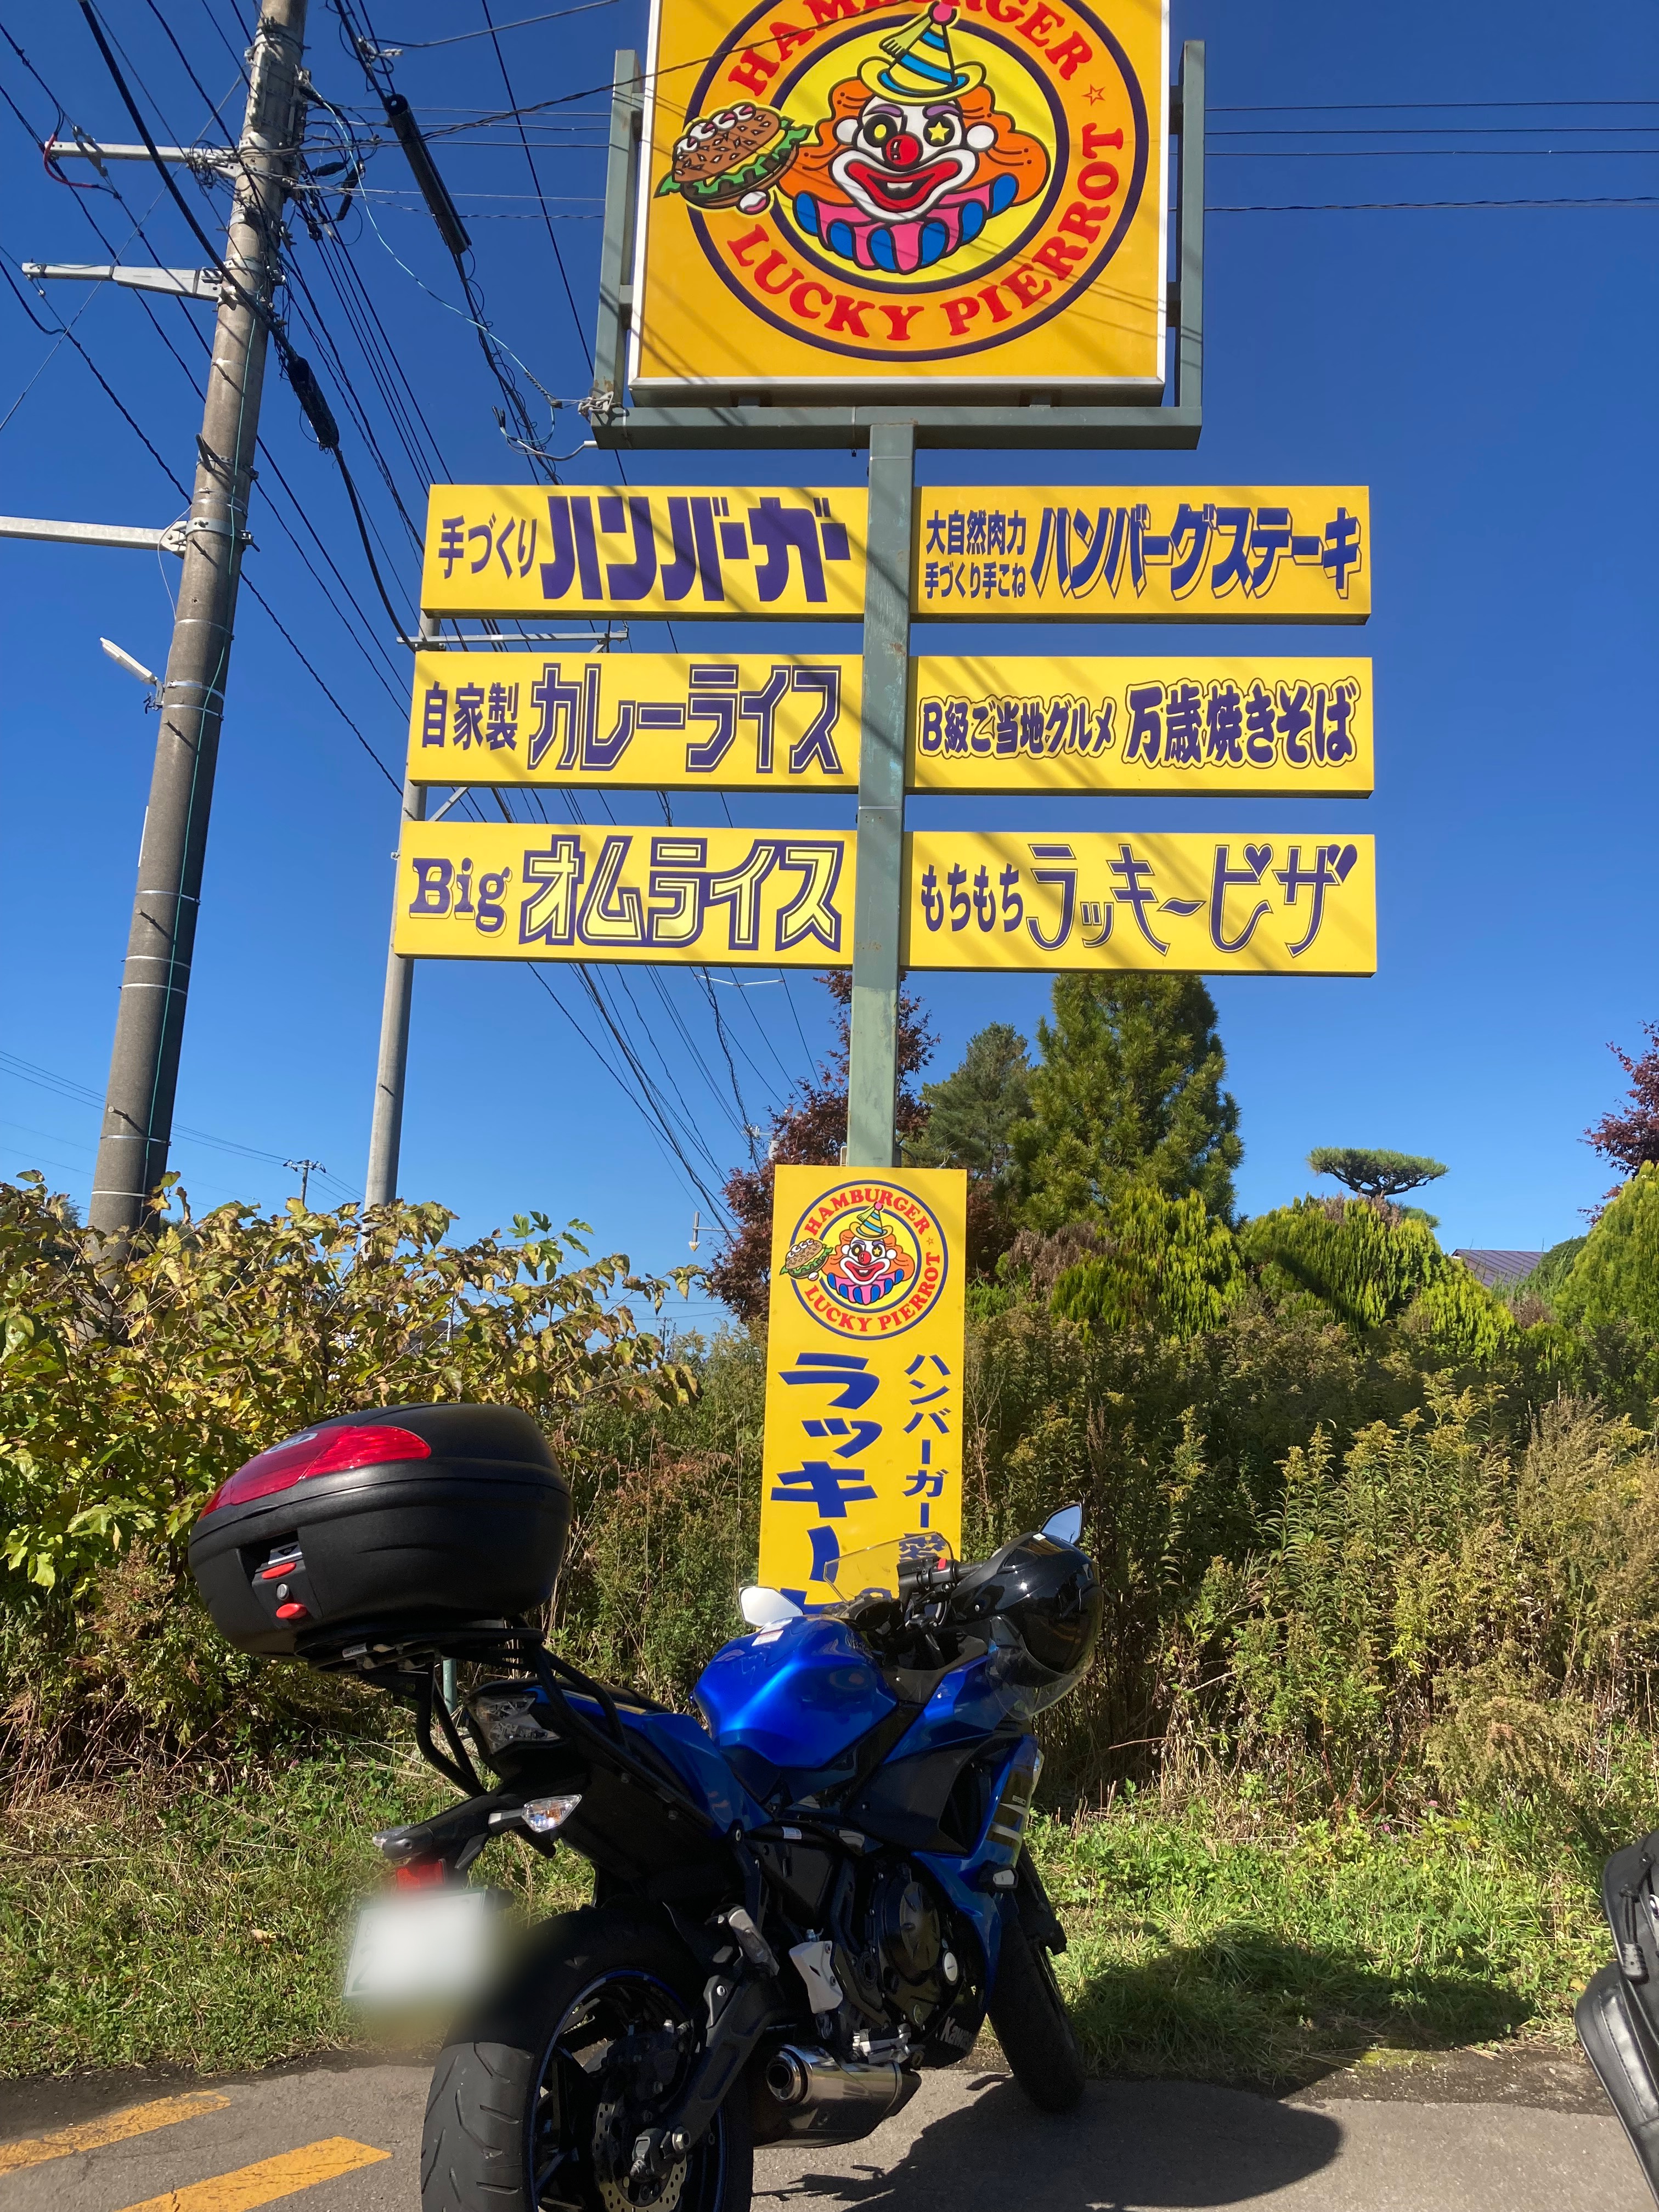 HAMBURGER
LUCKY PIERROT
手づくり ハンバーガー
大自然肉力
手づくり手こね
ハンバーグステーキ
自家製 カレーライス
B級ご当地グルメ 万歳焼きそば
Big オムライス
もちもち ラッキーピザ
HAMBURGER
LUCKY PIERROT
ハンバーガー
ラッキー
Kawasaki